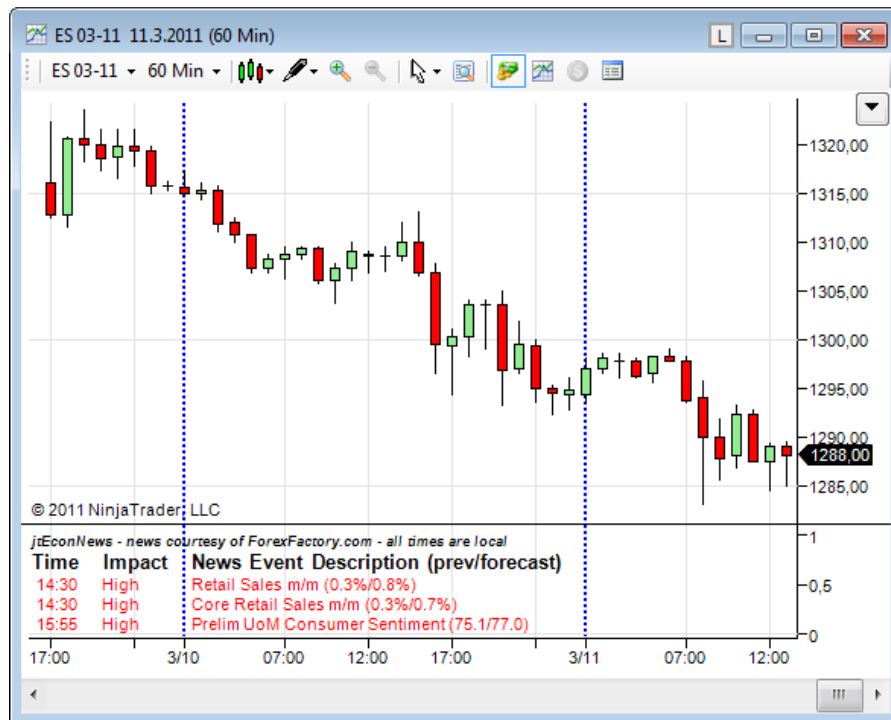 ES 03-11  11.3.2011 (60 Min)
L
ES 03-11 60 Min
1320,00
1315,00
1310,00
1305,00
1300,00
1295,00
1290,00
1288,00
1285,00
© 2011 NinjaTrader, LLC
jtEconNews - news courtesy of ForexFactory.com - all times are local
Time Impact News Event Description (prev/forecast)
14:30 High Retail Sales m/m (0.3%/0.8%)
14:30 High Core Retail Sales m/m (0.3%/0.7%)
15:55 High Prelim UoM Consumer Sentiment (75.1/77.0)
1
0,5
0
17:00 3/10 07:00 12:00 17:00 3/11 07:00 12:00